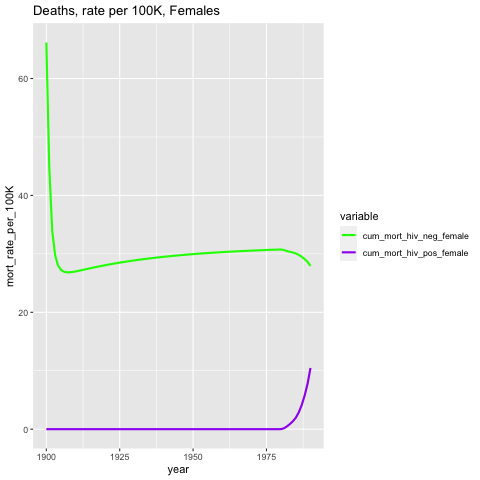 Deaths, rate per 100K, Females
mort_rate_per_100K
60
40
20
0
1900
1925
1950
1975
year
variable
cum_mort_hiv_neg_female
cum_mort_hiv_pos_female